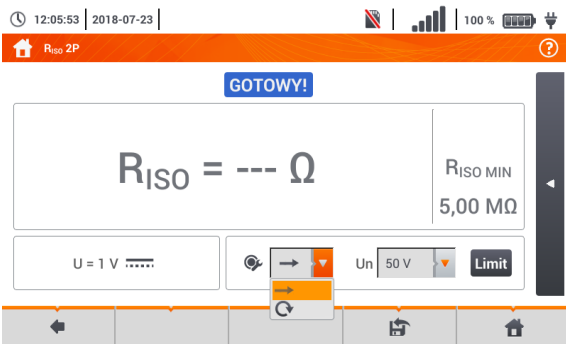 12:05:53 2018-07-23 100 %
RISO 2P
GOTOWY!
RISO = --- Ω
RISO MIN
5,00 MΩ
U = 1 V
Un 50 V Limit